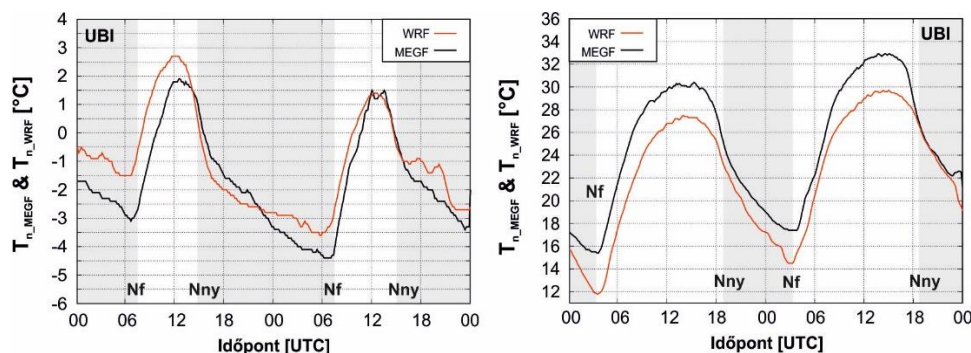 UBI
WRF
MEGF
4
3
2
1
0
-1
-2
-3
-4
-5
-6
T_n_MEGF & T_n_WRF [°C]
Nf
Nny
Nf
Nny
00 06 12 18 00 06 12 18 00
Időpont [UTC]
WRF
MEGF
UBI
36
34
32
30
28
26
24
22
20
18
16
14
12
T_n_MEGF & T_n_WRF [°C]
Nf
Nny
Nf
Nny
00 06 12 18 00 06 12 18 00
Időpont [UTC]